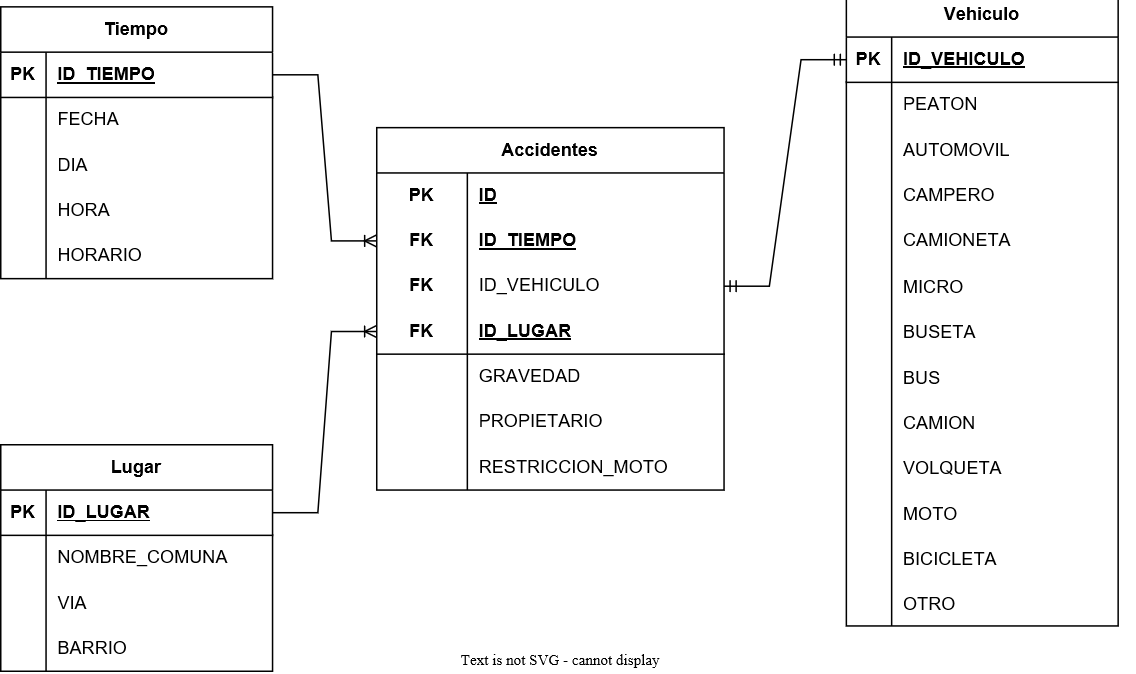 Tiempo
PK ID_TIEMPO
FECHA
DIA
HORA
HORARIO
Accidentes
PK ID
FK ID_TIEMPO
FK ID_VEHICULO
FK ID_LUGAR
GRAVEDAD
PROPIETARIO
RESTRICCION_MOTO
Vehiculo
PK ID_VEHICULO
PEATON
AUTOMOVIL
CAMPERO
CAMIONETA
MICRO
BUSETA
BUS
CAMION
VOLQUETA
MOTO
BICICLETA
OTRO
Lugar
PK ID_LUGAR
NOMBRE_COMUNA
VIA
BARRIO
Text is not SVG - cannot display